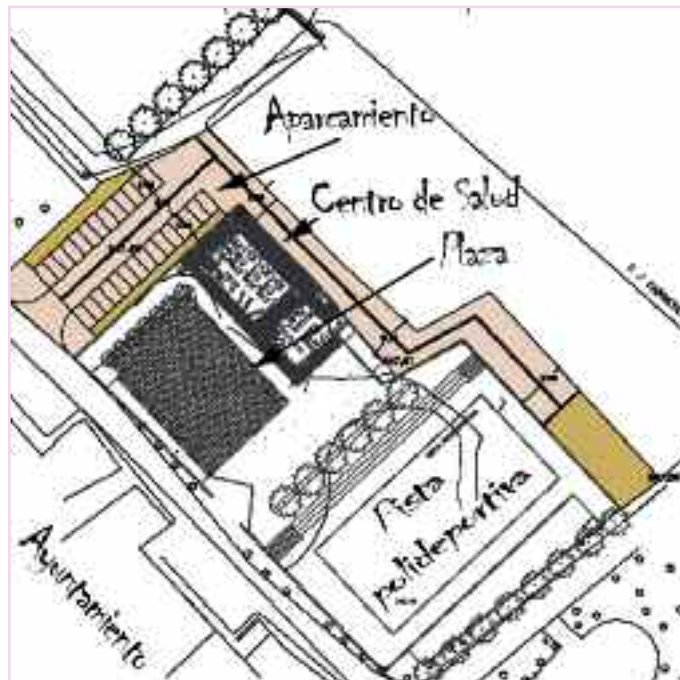 Aparcamiento
Centro de Salud
Plaza
Pista
polideportiva
Ayuntamiento